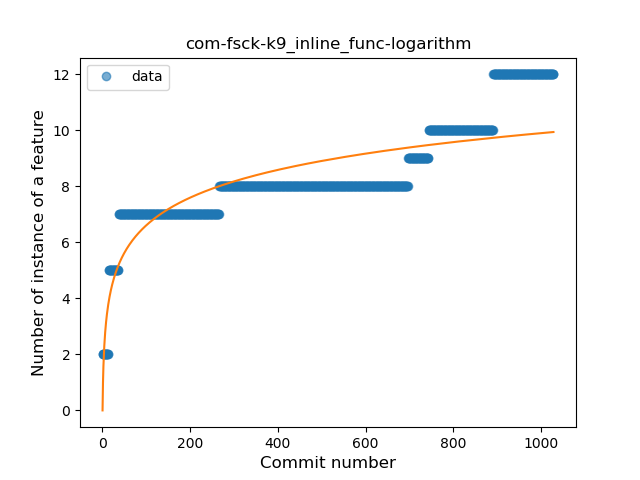 com-fsck-k9_inline_func-logarithm
data
Number of instance of a feature
12
10
8
6
4
2
0
0 200 400 600 800 1000
Commit number